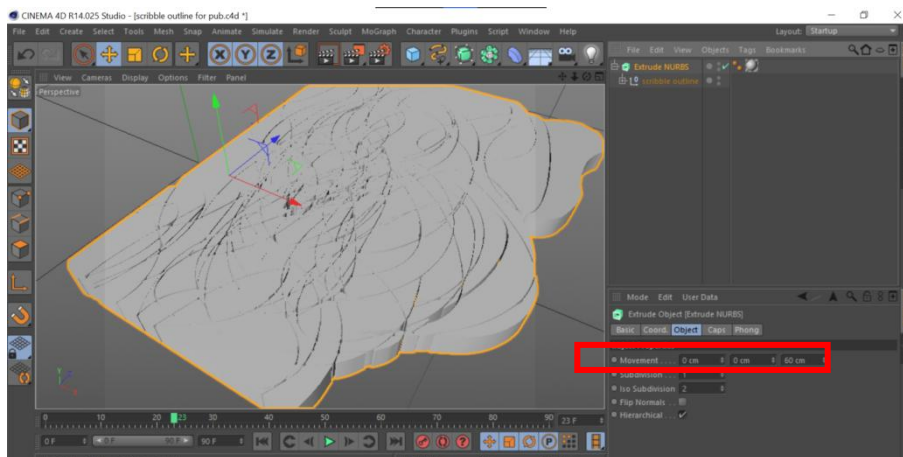 CINEMA 4D R14.025 Studio - [scribble outline for pub.c4d *]
File Edit Create Select Tools Mesh Snap Animate Simulate Render Sculpt MoGraph Character Plugins Script Window Help Layout: Startup
X Y Z
File Edit View Objects Tags Bookmarks
Extrude NURBS
scribble outline
View Cameras Display Options Filter Panel
Perspective
Y
X
Mode Edit User Data
Extrude Object [Extrude NURBS]
Basic Coord. Object Caps Phong
Movement . . . . 0 cm 0 cm 60 cm
Subdivision . . . 1
Iso Subdivision 2
Flip Normals . .
Hierarchical . . .
0 10 20 23 30 40 50 60 70 80 90 23 F
0 F 0 F 90 F 90 F
P